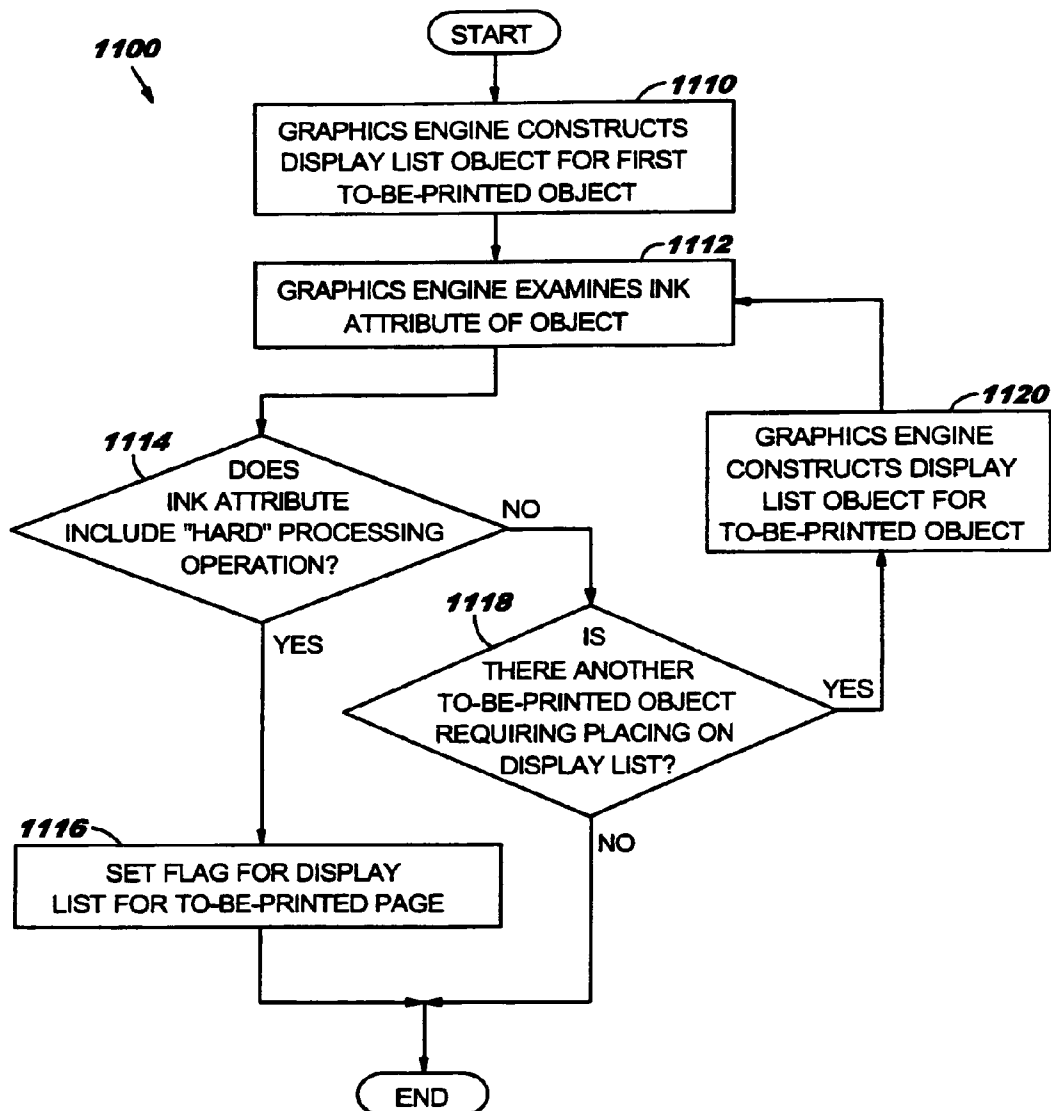 START
1100
1110
GRAPHICS ENGINE CONSTRUCTS
DISPLAY LIST OBJECT FOR FIRST
TO-BE-PRINTED OBJECT
1112
GRAPHICS ENGINE EXAMINES INK
ATTRIBUTE OF OBJECT
1120
GRAPHICS ENGINE
CONSTRUCTS DISPLAY
LIST OBJECT FOR
TO-BE-PRINTED OBJECT
1114
DOES
INK ATTRIBUTE
INCLUDE "HARD" PROCESSING
OPERATION?
NO
YES
1118
IS
THERE ANOTHER
TO-BE-PRINTED OBJECT
REQUIRING PLACING ON
DISPLAY LIST?
YES
NO
1116
SET FLAG FOR DISPLAY
LIST FOR TO-BE-PRINTED PAGE
END